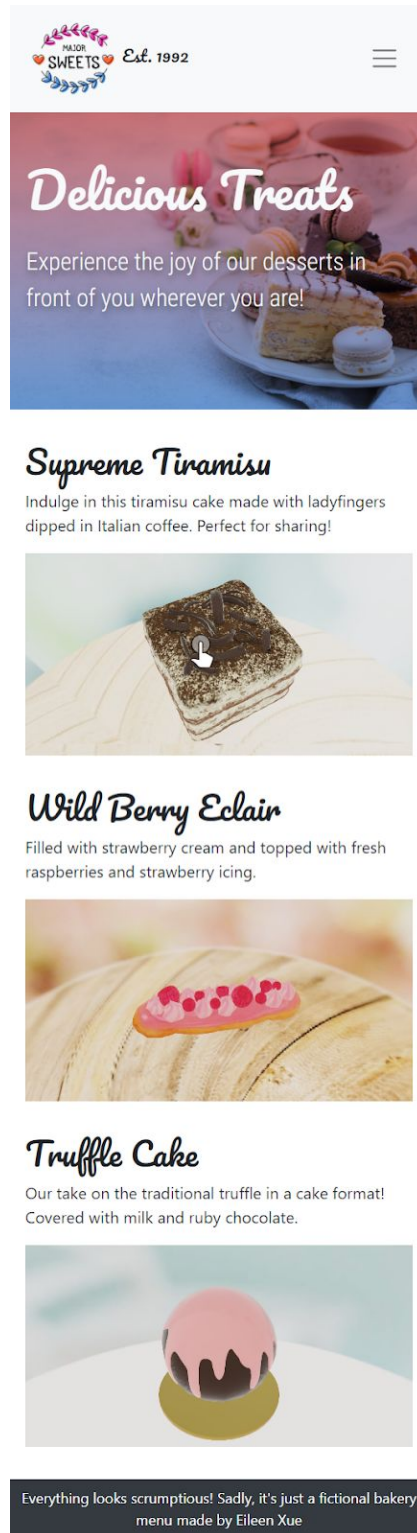 MAJOR
SWEETS
Est. 1992
Delicious Treats
Experience the joy of our desserts in
front of you wherever you are!
Supreme Tiramisu
Indulge in this tiramisu cake made with ladyfingers
dipped in Italian coffee. Perfect for sharing!
Wild Berry Eclair
Filled with strawberry cream and topped with fresh
raspberries and strawberry icing.
Truffle Cake
Our take on the traditional truffle in a cake format!
Covered with milk and ruby chocolate.
Everything looks scrumptious! Sadly, it's just a fictional bakery
menu made by Eileen Xue